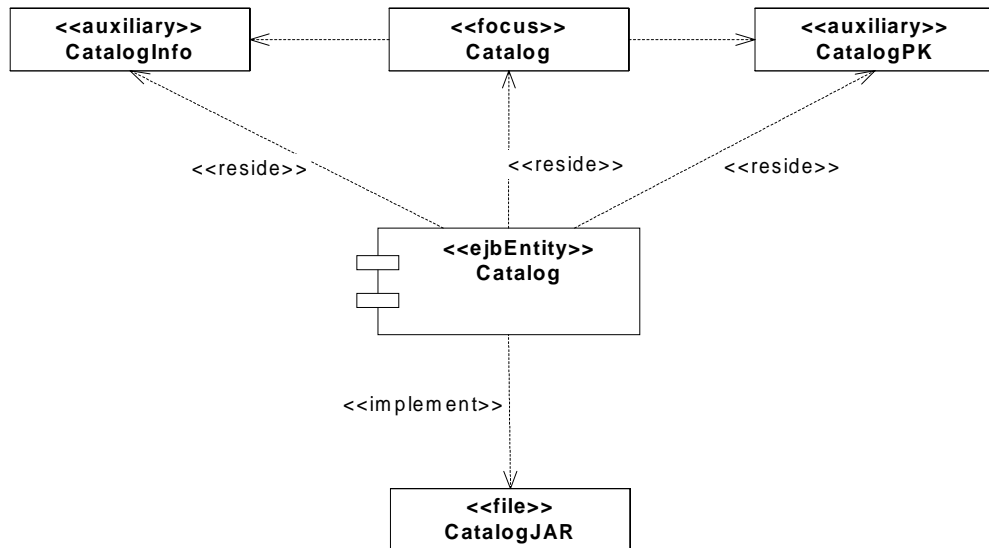 <<auxiliary>>
CatalogInfo
<<focus>>
Catalog
<<auxiliary>>
CatalogPK
<<reside>>
<<reside>>
<<reside>>
<<ejbEntity>>
Catalog
<<implement>>
<<file>>
CatalogJAR